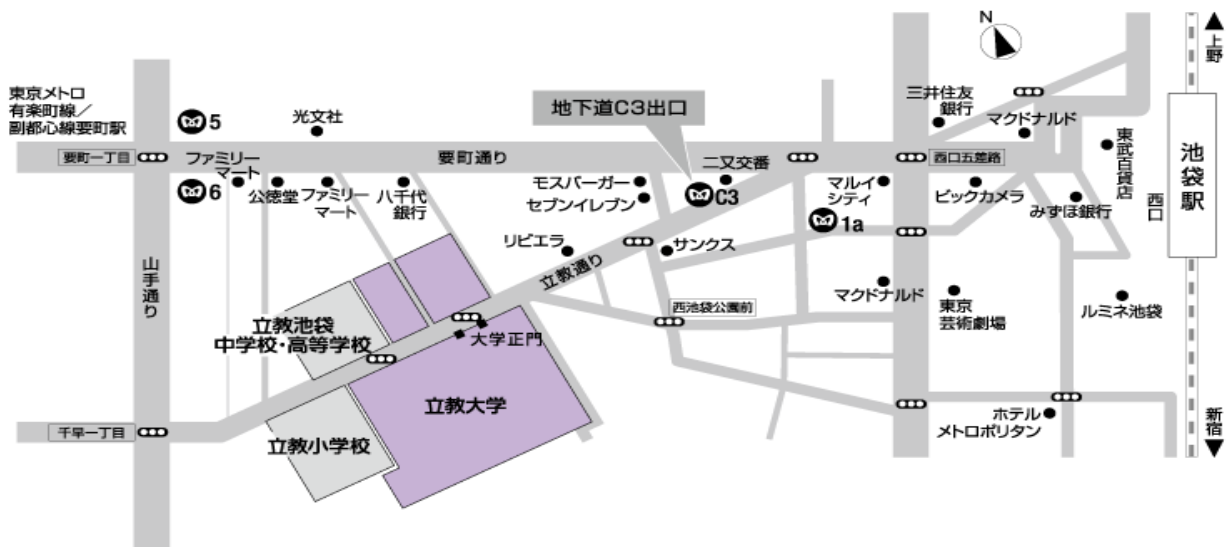 N
上野
東京メトロ
有楽町線／
副都心線要町駅
5
光文社
地下道C3出口
三井住友
銀行
マクドナルド
東武百貨店
池袋駅
西口
要町一丁目
ファミリー
マート
要町通り
二又交番
西口五差路
6
公徳堂
ファミリー
マート
八千代
銀行
モスバーガー
セブンイレブン
C3
マルイ
シティ
1a
ビックカメラ
みずほ銀行
山手通り
リビエラ
立教通り
サンクス
マクドナルド
東京
芸術劇場
ルミネ池袋
西池袋公園前
立教池袋
中学校・高等学校
大学正門
立教大学
立教小学校
千早一丁目
ホテル
メトロポリタン
新宿